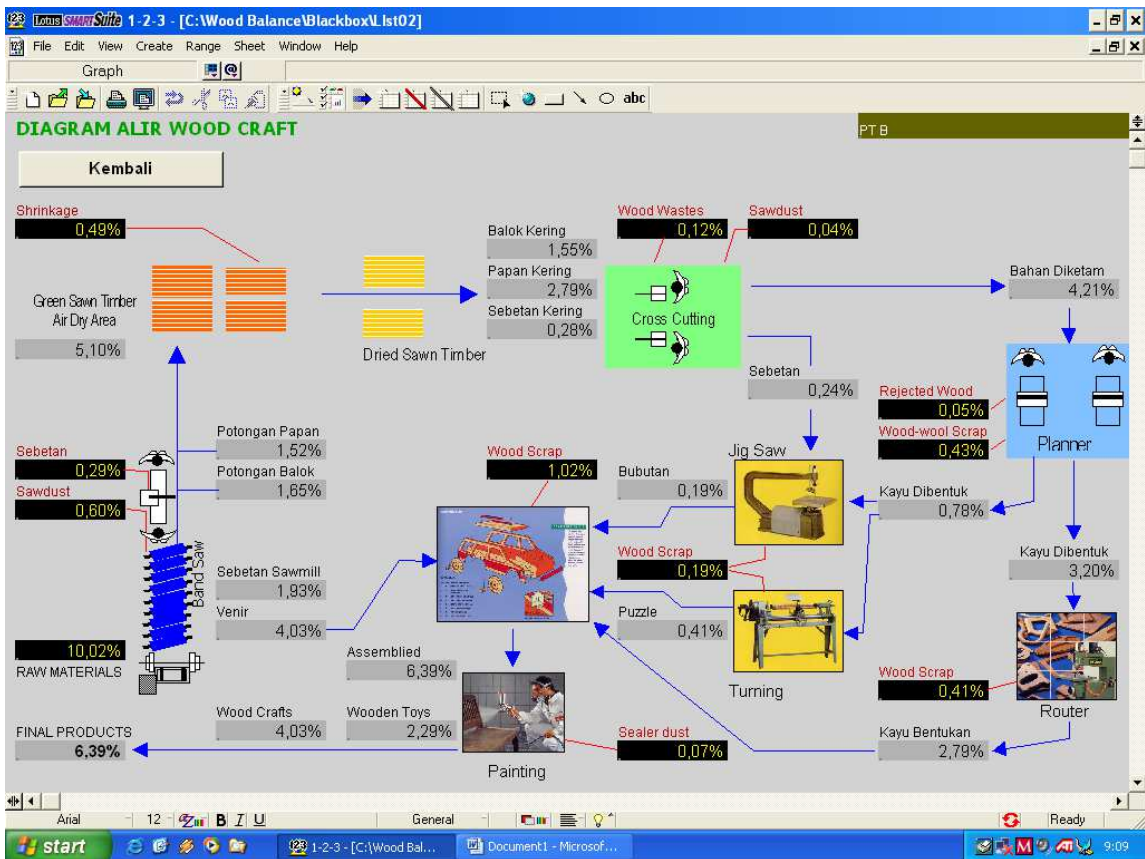 Lotus SMARTSuite 1-2-3 - [C:\Wood Balance\Blackbox\LIst02]
File Edit View Create Range Sheet Window Help
Graph
abc
DIAGRAM ALIR WOOD CRAFT
PT B
Kembali
Shrinkage
0,49%
Green Sawn Timber
Air Dry Area
5,10%
Dried Sawn Timber
Balok Kering
1,55%
Papan Kering
2,79%
Sebetan Kering
0,28%
Wood Wastes
0,12%
Sawdust
0,04%
Cross Cutting
Bahan Diketam
4,21%
Sebetan
0,24%
Rejected Wood
0,05%
Wood-wool Scrap
0,43%
Planner
Sebetan
0,29%
Sawdust
0,60%
Potongan Papan
1,52%
Potongan Balok
1,65%
Band Saw
Sebetan Sawmill
1,93%
Venir
4,03%
10,02%
RAW MATERIALS
Wood Scrap
1,02%
Bubutan
0,19%
Jig Saw
Kayu Dibentuk
0,78%
Wood Scrap
0,19%
Puzzle
0,41%
Turning
Kayu Dibentuk
3,20%
Wood Scrap
0,41%
Router
Kayu Bentukan
2,79%
Assemblied
6,39%
Wood Crafts
4,03%
Wooden Toys
2,29%
Sealer dust
0,07%
Painting
FINAL PRODUCTS
6,39%
Arial 12 B I U General Ready
start 1-2-3 - [C:\Wood Bal... Document1 - Microsof... 9:09